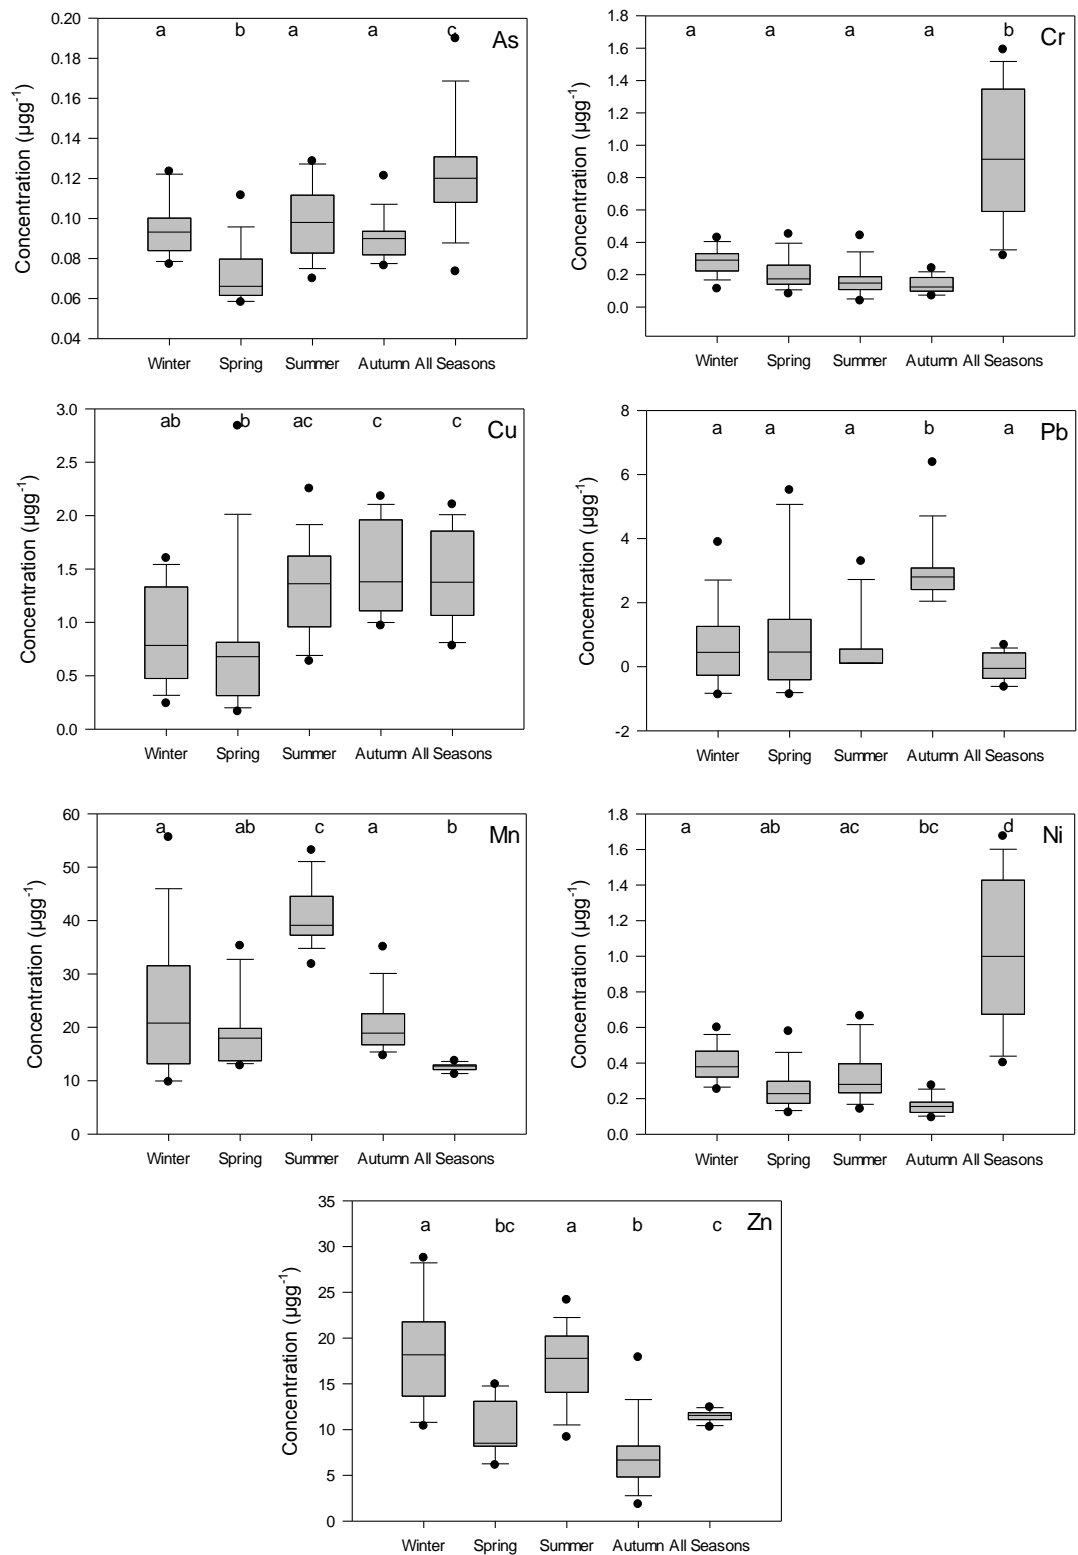 a b a a c As
Concentration (µgg-1)
0.20
0.18
0.16
0.14
0.12
0.10
0.08
0.06
0.04
Winter Spring Summer Autumn All Seasons
a a a a b Cr
Concentration (µgg-1)
1.8
1.6
1.4
1.2
1.0
0.8
0.6
0.4
0.2
0.0
Winter Spring Summer Autumn All Seasons
ab b ac c c Cu
Concentration (µgg-1)
3.0
2.5
2.0
1.5
1.0
0.5
0.0
Winter Spring Summer Autumn All Seasons
a a a b a Pb
Concentration (µgg-1)
8
6
4
2
0
-2
Winter Spring Summer Autumn All Seasons
a ab c a b Mn
Concentration (µgg-1)
60
50
40
30
20
10
0
Winter Spring Summer Autumn All Seasons
a ab ac bc d Ni
Concentration (µgg-1)
1.8
1.6
1.4
1.2
1.0
0.8
0.6
0.4
0.2
0.0
Winter Spring Summer Autumn All Seasons
a bc a b c Zn
Concentration (µgg-1)
35
30
25
20
15
10
5
0
Winter Spring Summer Autumn All Seasons